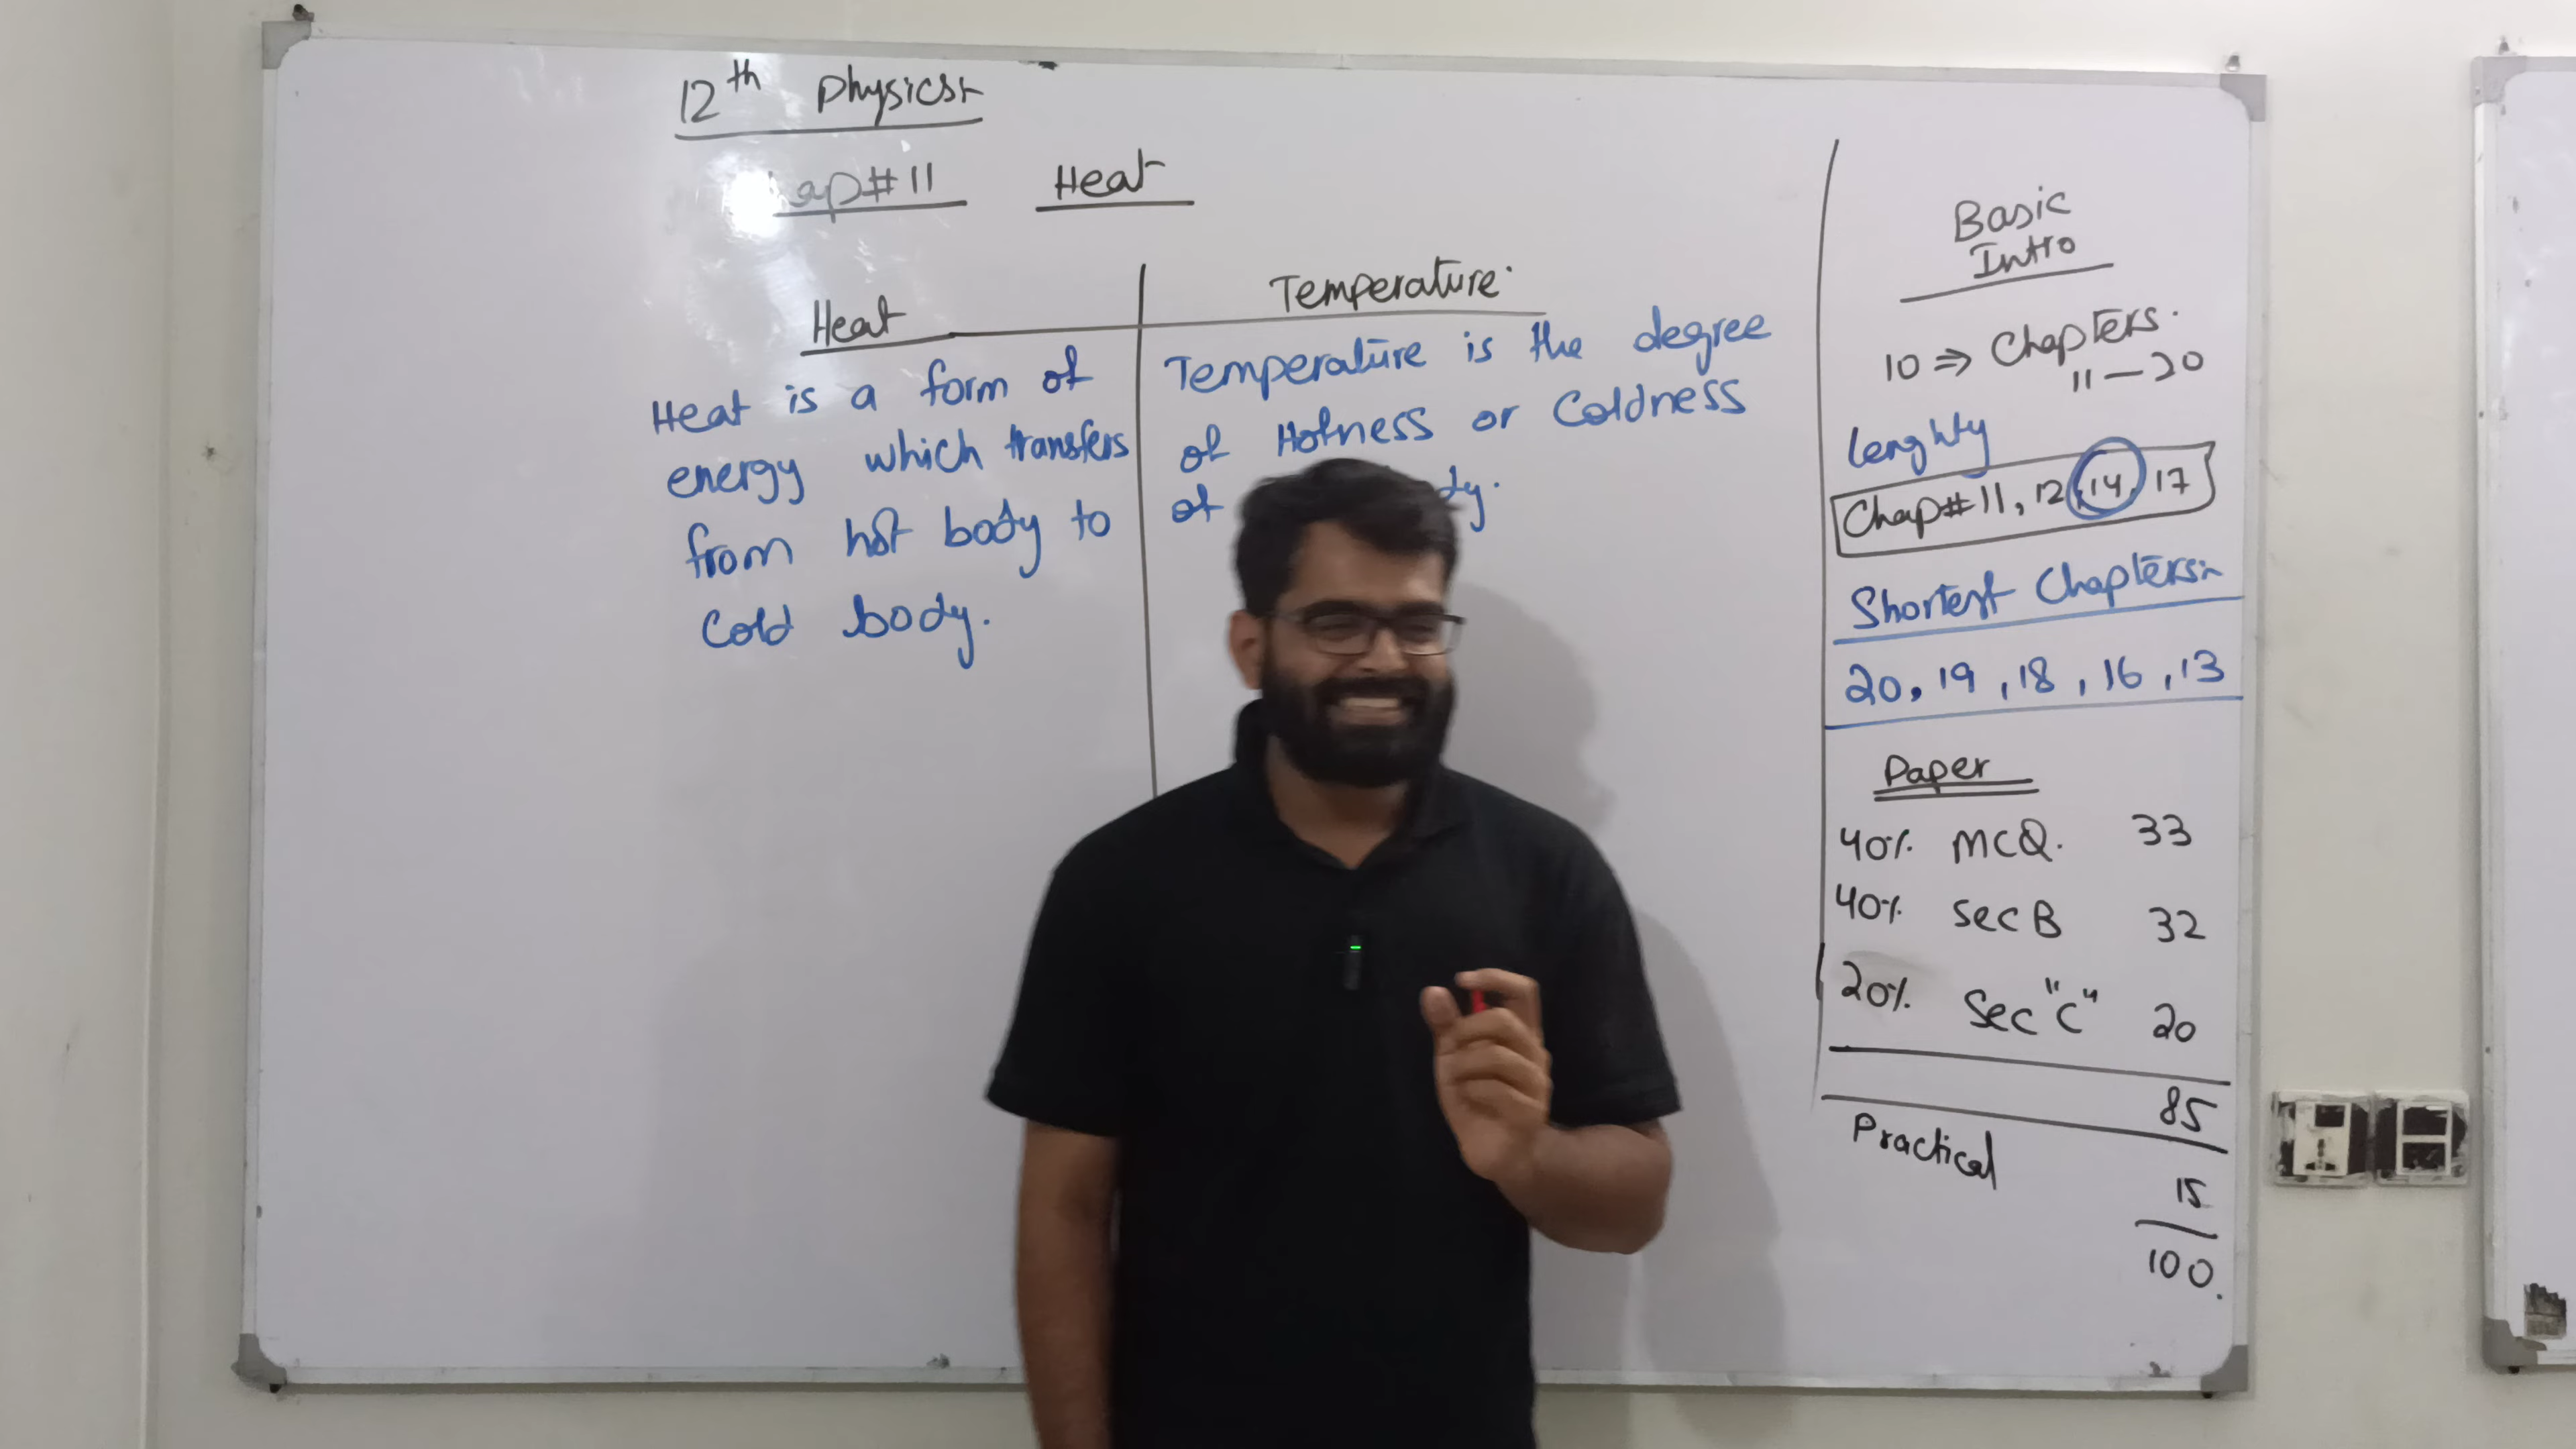 12th Physics:-
ap#11 Heat
Heat
Heat is a form of
energy which transfers
from hot body to
cold body.
Temperature.
Temperature is the degree
of Hotness or Coldness
of dy.
Basic
Intro
10 ⇒ Chapters.
11 — 20
lenghty
Chap# 11, 12, 14, 17
Shortest Chapters:-
20, 19, 18, 16, 13
Paper
40% MCQ. 33
40% sec B 32
20% Sec "C" 20
85
Practical
15
100.